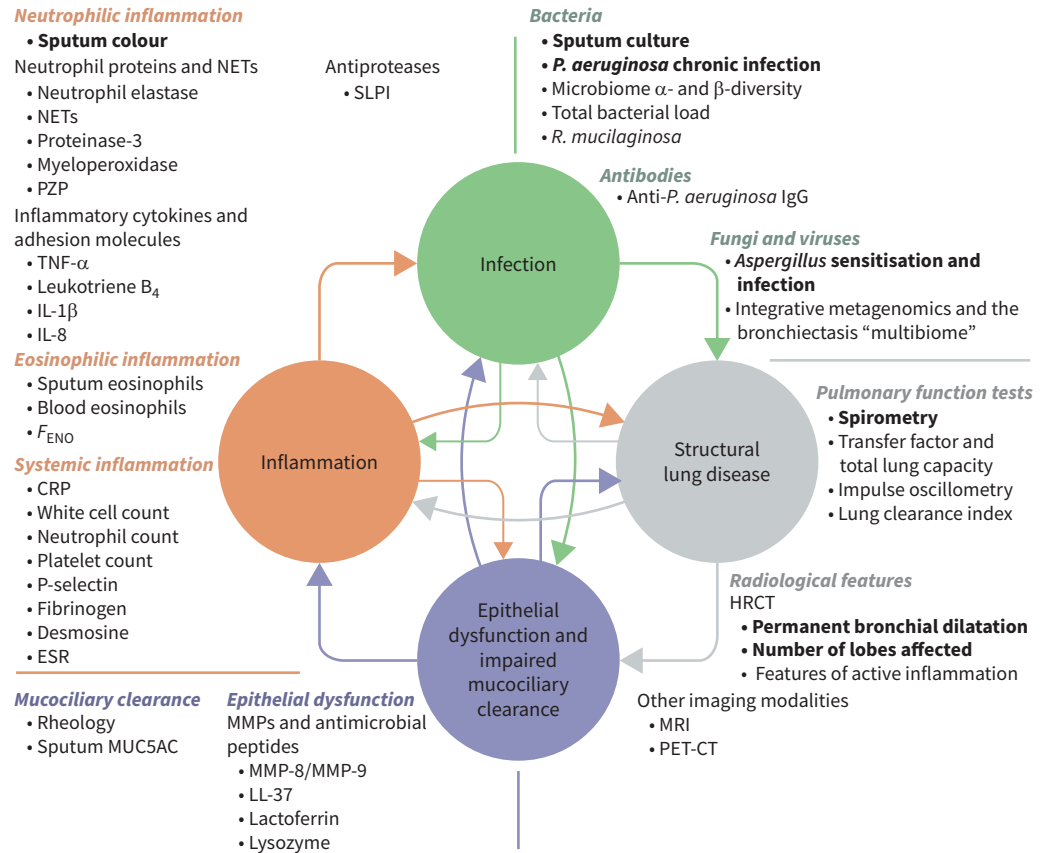 Neutrophilic inflammation
• Sputum colour
Neutrophil proteins and NETs
• Neutrophil elastase
• NETs
• Proteinase-3
• Myeloperoxidase
• PZP
Inflammatory cytokines and
adhesion molecules
• TNF-α
• Leukotriene B4
• IL-1β
• IL-8
Eosinophilic inflammation
• Sputum eosinophils
• Blood eosinophils
• FENO
Systemic inflammation
• CRP
• White cell count
• Neutrophil count
• Platelet count
• P-selectin
• Fibrinogen
• Desmosine
• ESR
Antiproteases
• SLPI
Bacteria
• Sputum culture
• P. aeruginosa chronic infection
• Microbiome α- and β-diversity
• Total bacterial load
• R. mucilaginosa
Antibodies
• Anti-P. aeruginosa IgG
Fungi and viruses
• Aspergillus sensitisation and
infection
• Integrative metagenomics and the
bronchiectasis “multibiome”
Infection
Inflammation
Structural
lung disease
Epithelial
dysfunction and
impaired
mucociliary
clearance
Pulmonary function tests
• Spirometry
• Transfer factor and
total lung capacity
• Impulse oscillometry
• Lung clearance index
Radiological features
HRCT
• Permanent bronchial dilatation
• Number of lobes affected
• Features of active inflammation
Other imaging modalities
• MRI
• PET-CT
Mucociliary clearance
• Rheology
• Sputum MUC5AC
Epithelial dysfunction
MMPs and antimicrobial
peptides
• MMP-8/MMP-9
• LL-37
• Lactoferrin
• Lysozyme